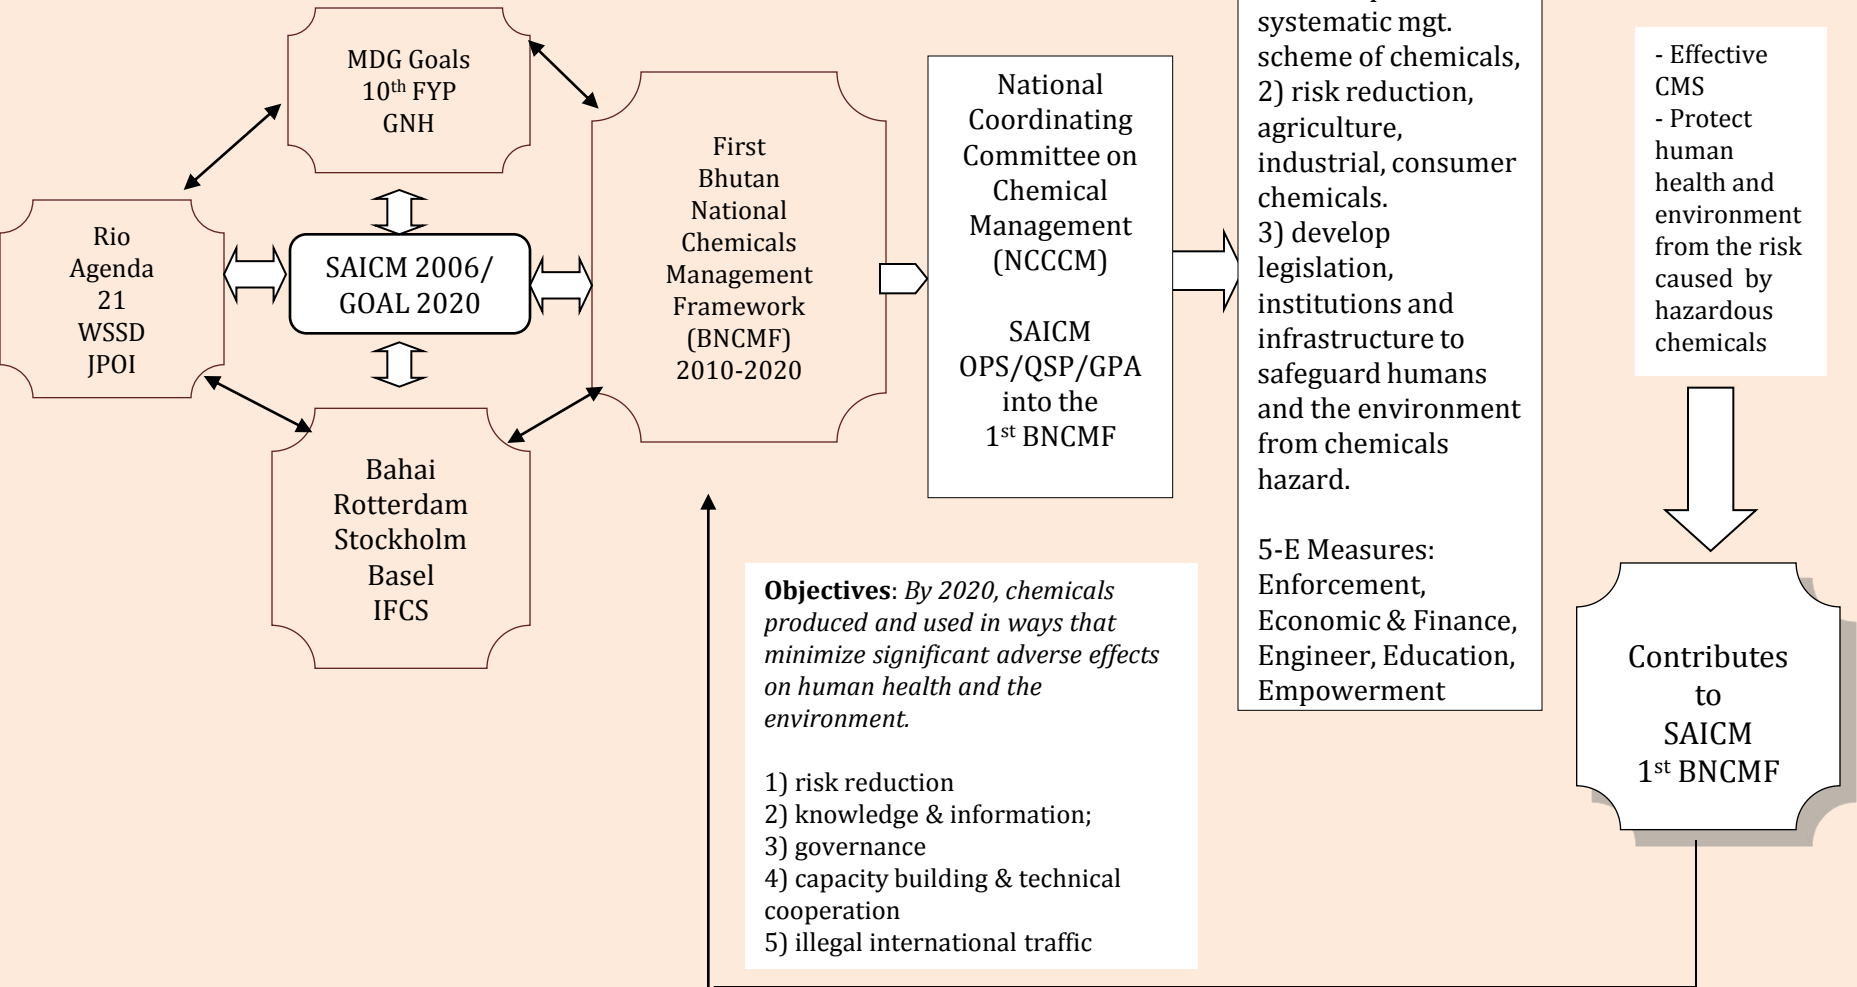 MDG Goals
10th FYP
GNH
Rio
Agenda
21
WSSD
JPOI
SAICM 2006/
GOAL 2020
Bahai
Rotterdam
Stockholm
Basel
IFCS
First
Bhutan
National
Chemicals
Management
Framework
(BNCMF)
2010-2020
National
Coordinating
Committee on
Chemical
Management
(NCCCM)
SAICM
OPS/QSP/GPA
into the
1st BNCMF
systematic mgt.
scheme of chemicals,
2) risk reduction,
agriculture,
industrial, consumer
chemicals.
3) develop
legislation,
institutions and
infrastructure to
safeguard humans
and the environment
from chemicals
hazard.
5-E Measures:
Enforcement,
Economic & Finance,
Engineer, Education,
Empowerment
- Effective
CMS
- Protect
human
health and
environment
from the risk
caused by
hazardous
chemicals
Contributes
to
SAICM
1st BNCMF
Objectives: By 2020, chemicals
produced and used in ways that
minimize significant adverse effects
on human health and the
environment.
1) risk reduction
2) knowledge & information;
3) governance
4) capacity building & technical
cooperation
5) illegal international traffic